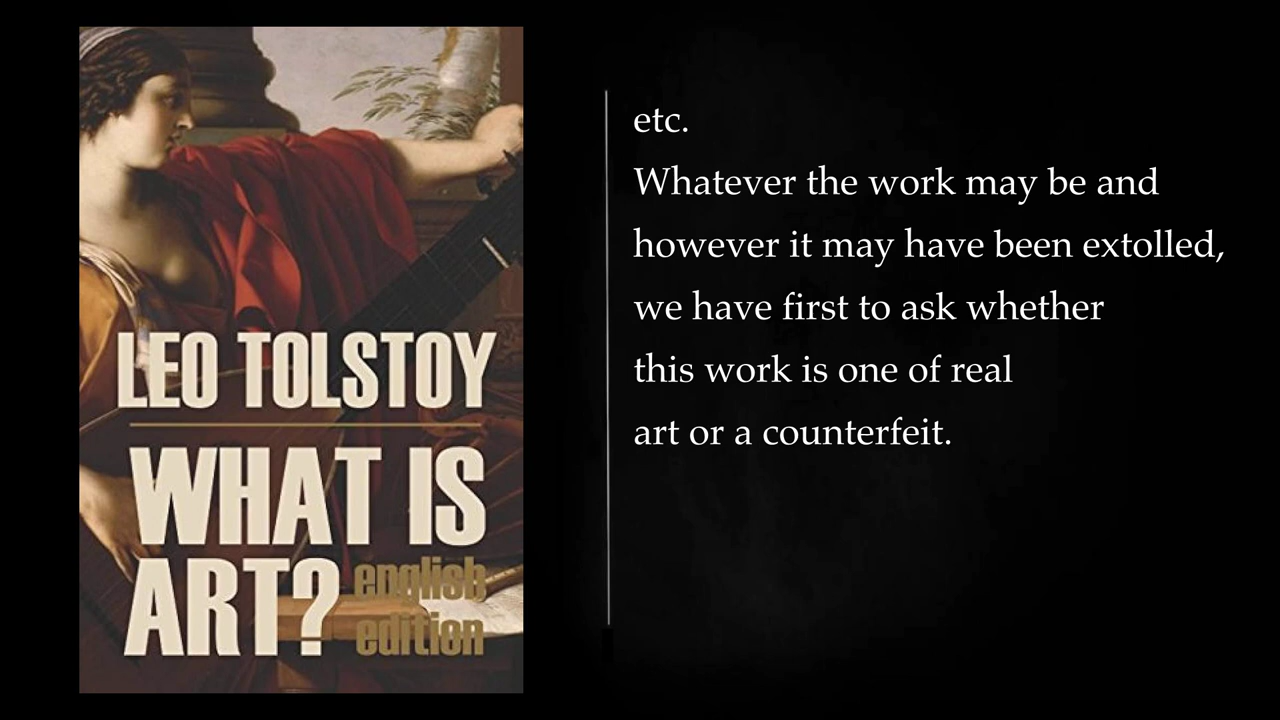 LEO TOLSTOY
WHAT IS
ART?
english
edition
etc.
Whatever the work may be and
however it may have been extolled,
we have first to ask whether
this work is one of real
art or a counterfeit.